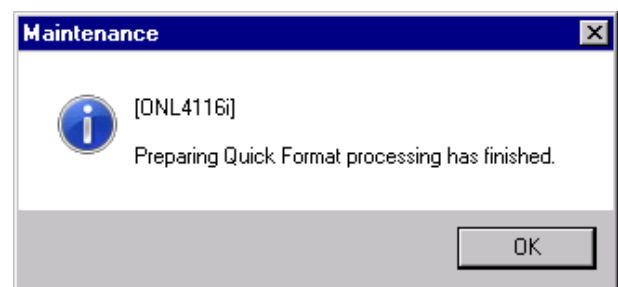 Maintenance
[ONL4116i]
Preparing Quick Format processing has finished.
OK